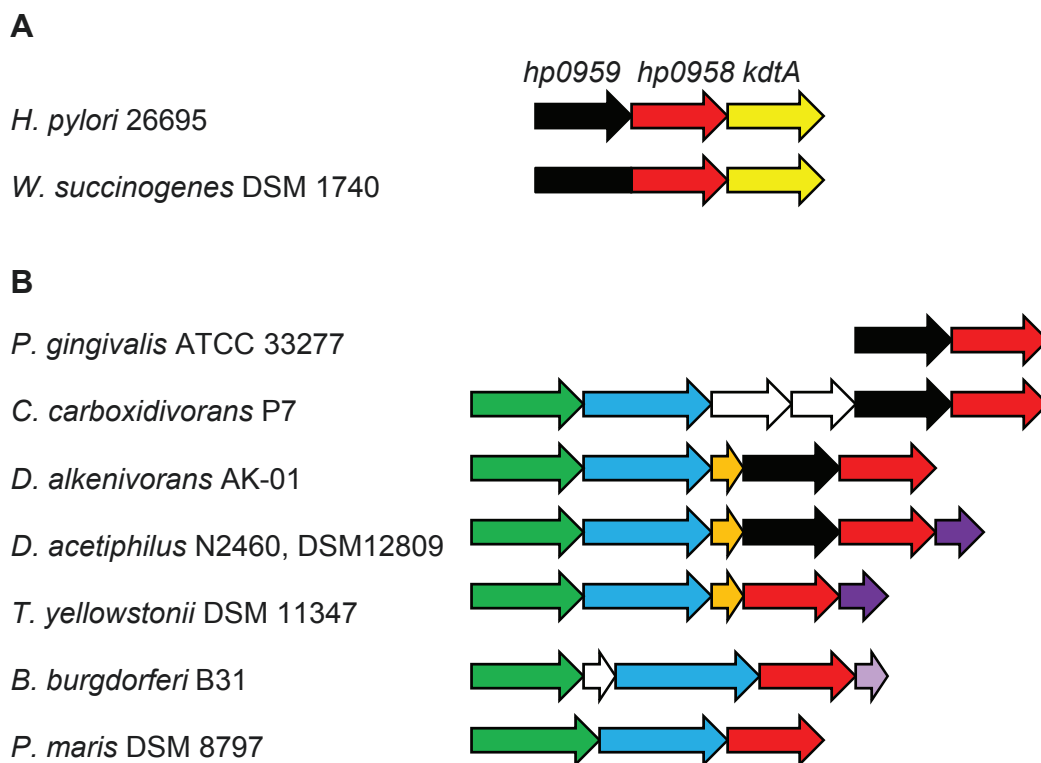 A
hp0959 hp0958 kdtA
H. pylori 26695
W. succinogenes DSM 1740
B
P. gingivalis ATCC 33277
C. carboxidivorans P7
D. alkenivorans AK-01
D. acetiphilus N2460, DSM12809
T. yellowstonii DSM 11347
B. burgdorferi B31
P. maris DSM 8797